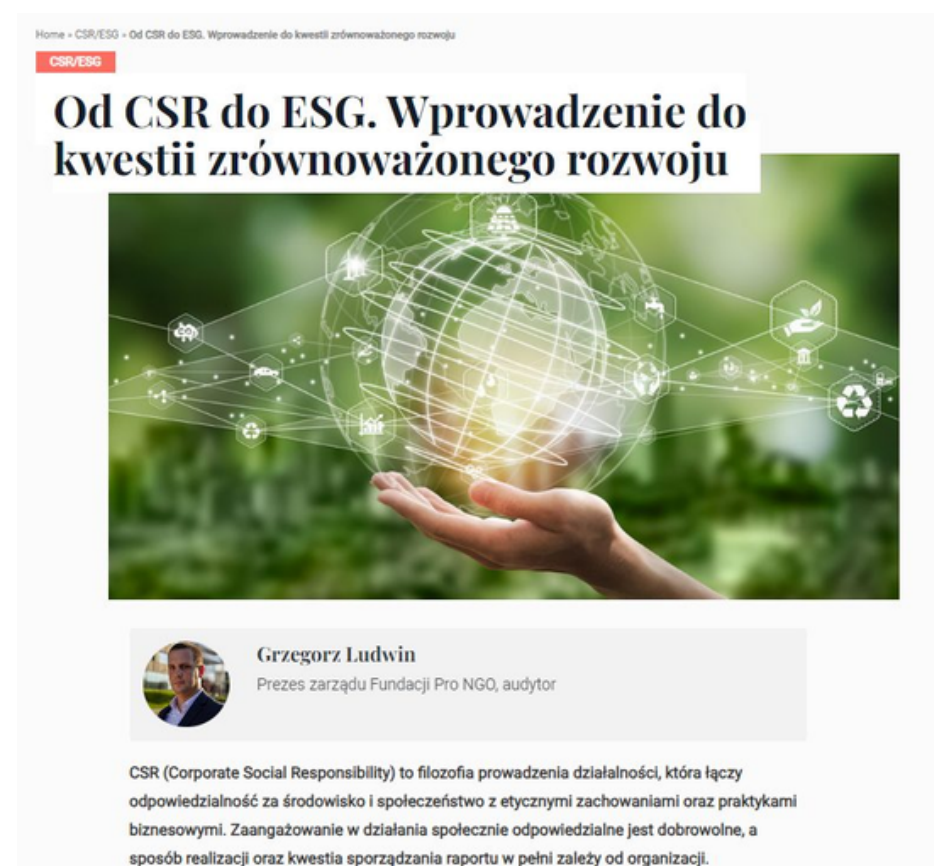 Home » CSR/ESG » Od CSR do ESG. Wprowadzenie do kwestii zrównoważonego rozwoju
CSR/ESG
Od CSR do ESG. Wprowadzenie do
kwestii zrównoważonego rozwoju
Grzegorz Ludwin
Prezes zarządu Fundacji Pro NGO, audytor
CSR (Corporate Social Responsibility) to filozofia prowadzenia działalności, która łączy
odpowiedzialność za środowisko i społeczeństwo z etycznymi zachowaniami oraz praktykami
biznesowymi. Zaangażowanie w działania społecznie odpowiedzialne jest dobrowolne, a
sposób realizacji oraz kwestia sporządzania raportu w pełni zależy od organizacji.